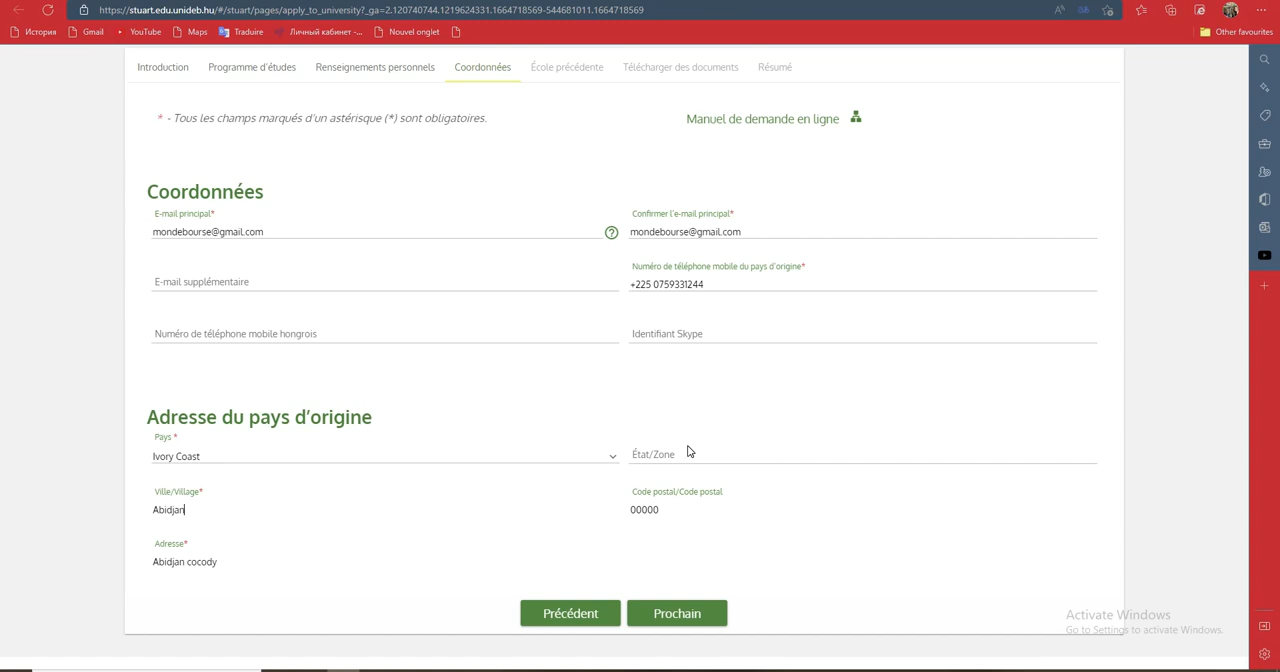 https://stuart.edu.unideb.hu/#/stuart/pages/apply_to_university?_ga=2.120740744.1219624331.1664718569-544681011.1664718569
История Gmail YouTube Maps Traduire Личный кабинет -... Nouvel onglet Other favourites
Introduction Programme d'études Renseignements personnels Coordonnées École précédente Télécharger des documents Résumé
* - Tous les champs marqués d'un astérisque (*) sont obligatoires. Manuel de demande en ligne
Coordonnées
E-mail principal* Confirmer l'e-mail principal*
mondebourse@gmail.com mondebourse@gmail.com
Numéro de téléphone mobile du pays d'origine*
E-mail supplémentaire +225 0759331244
Numéro de téléphone mobile hongrois Identifiant Skype
Adresse du pays d'origine
Pays *
Ivory Coast État/Zone
Ville/Village* Code postal/Code postal
Abidjan 00000
Adresse*
Abidjan cocody
Précédent Prochain
Activate Windows
Go to Settings to activate Windows.